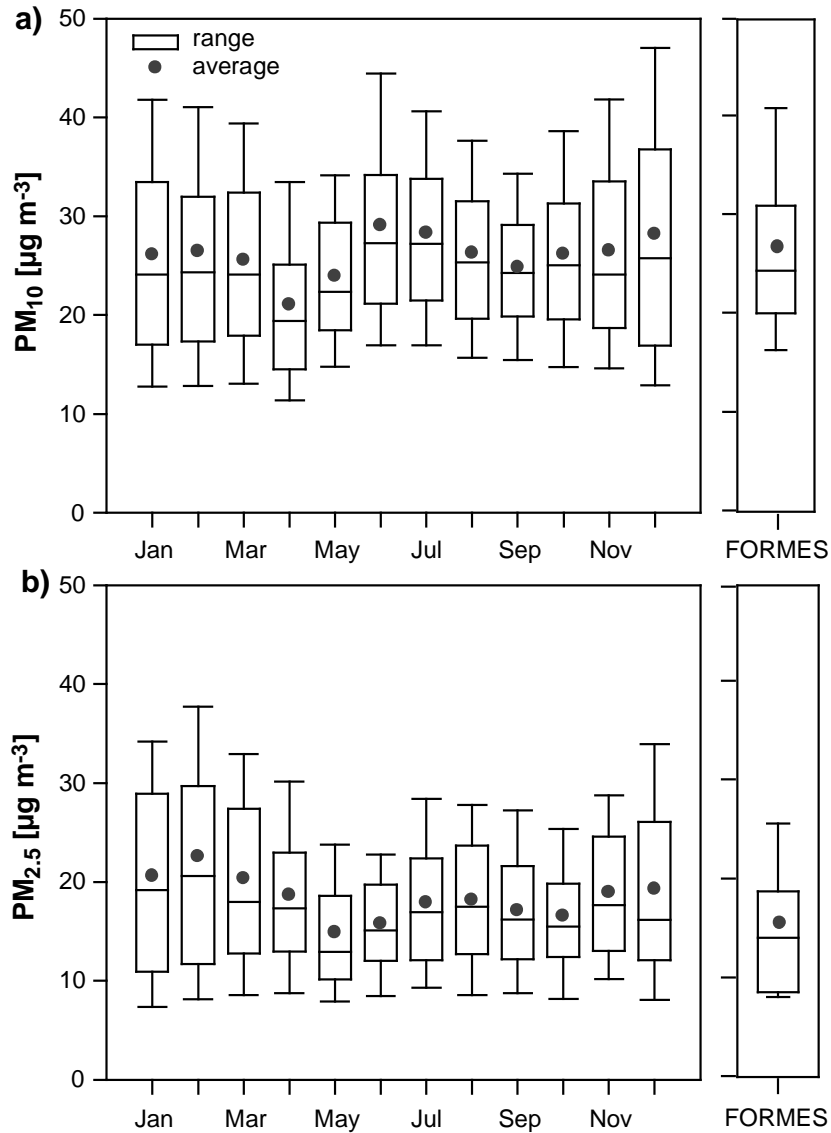 a)
50
40
30
20
10
0
PM10 [µg m-3]
range
average
Jan Mar May Jul Sep Nov
FORMES
b)
50
40
30
20
10
0
PM2.5 [µg m-3]
Jan Mar May Jul Sep Nov
FORMES